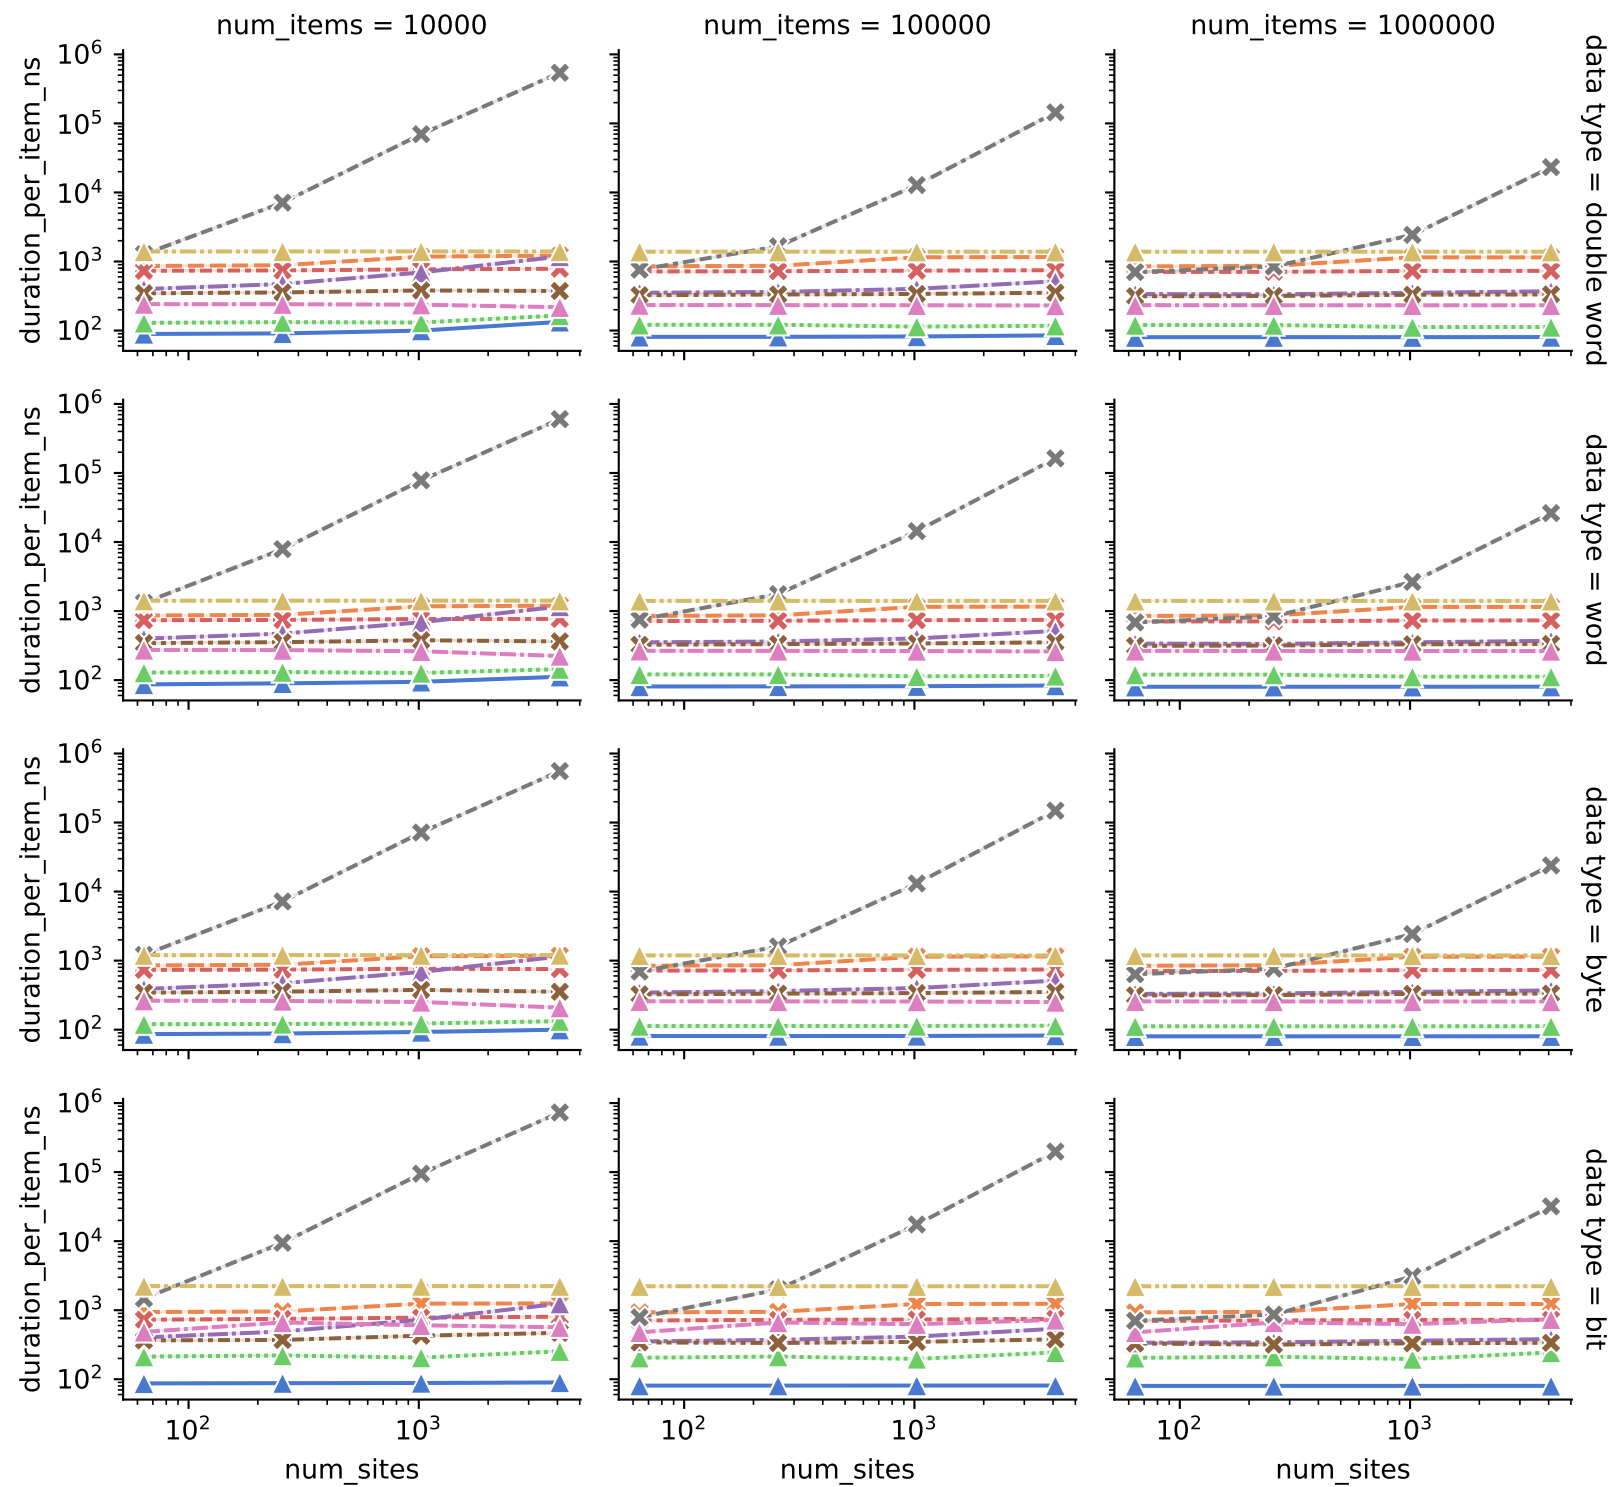 num_items = 10000
num_items = 100000
num_items = 1000000
duration_per_item_ns
10^6
10^5
10^4
10^3
10^2
data type = double word
duration_per_item_ns
10^6
10^5
10^4
10^3
10^2
data type = word
duration_per_item_ns
10^6
10^5
10^4
10^3
10^2
data type = byte
duration_per_item_ns
10^6
10^5
10^4
10^3
10^2
data type = bit
10^2
10^3
10^2
10^3
10^2
10^3
num_sites
num_sites
num_sites